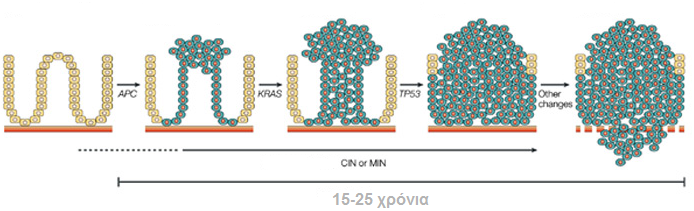 APC
KRAS
TP53
Other
changes
CIN or MIN
15-25 χρόνια